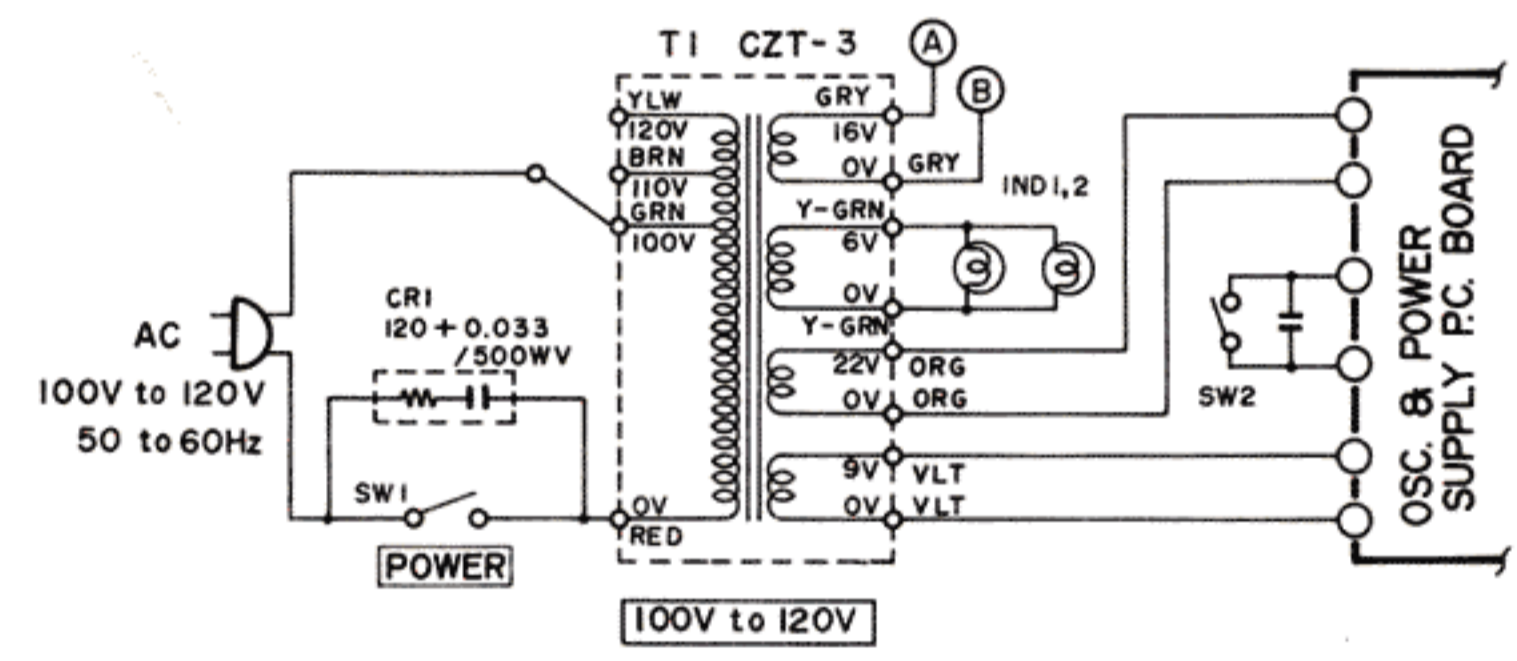 T1 CZT-3
A
B
YLW
120V
BRN
110V
GRN
100V
0V
RED
GRY
16V
0V
GRY
Y-GRN
6V
0V
Y-GRN
22V
ORG
0V
ORG
9V
VLT
0V
VLT
IND1,2
AC
100V to 120V
50 to 60Hz
CR1
120+0.033
/500WV
SW1
POWER
100V to 120V
SW2
OSC. & POWER
SUPPLY P.C. BOARD